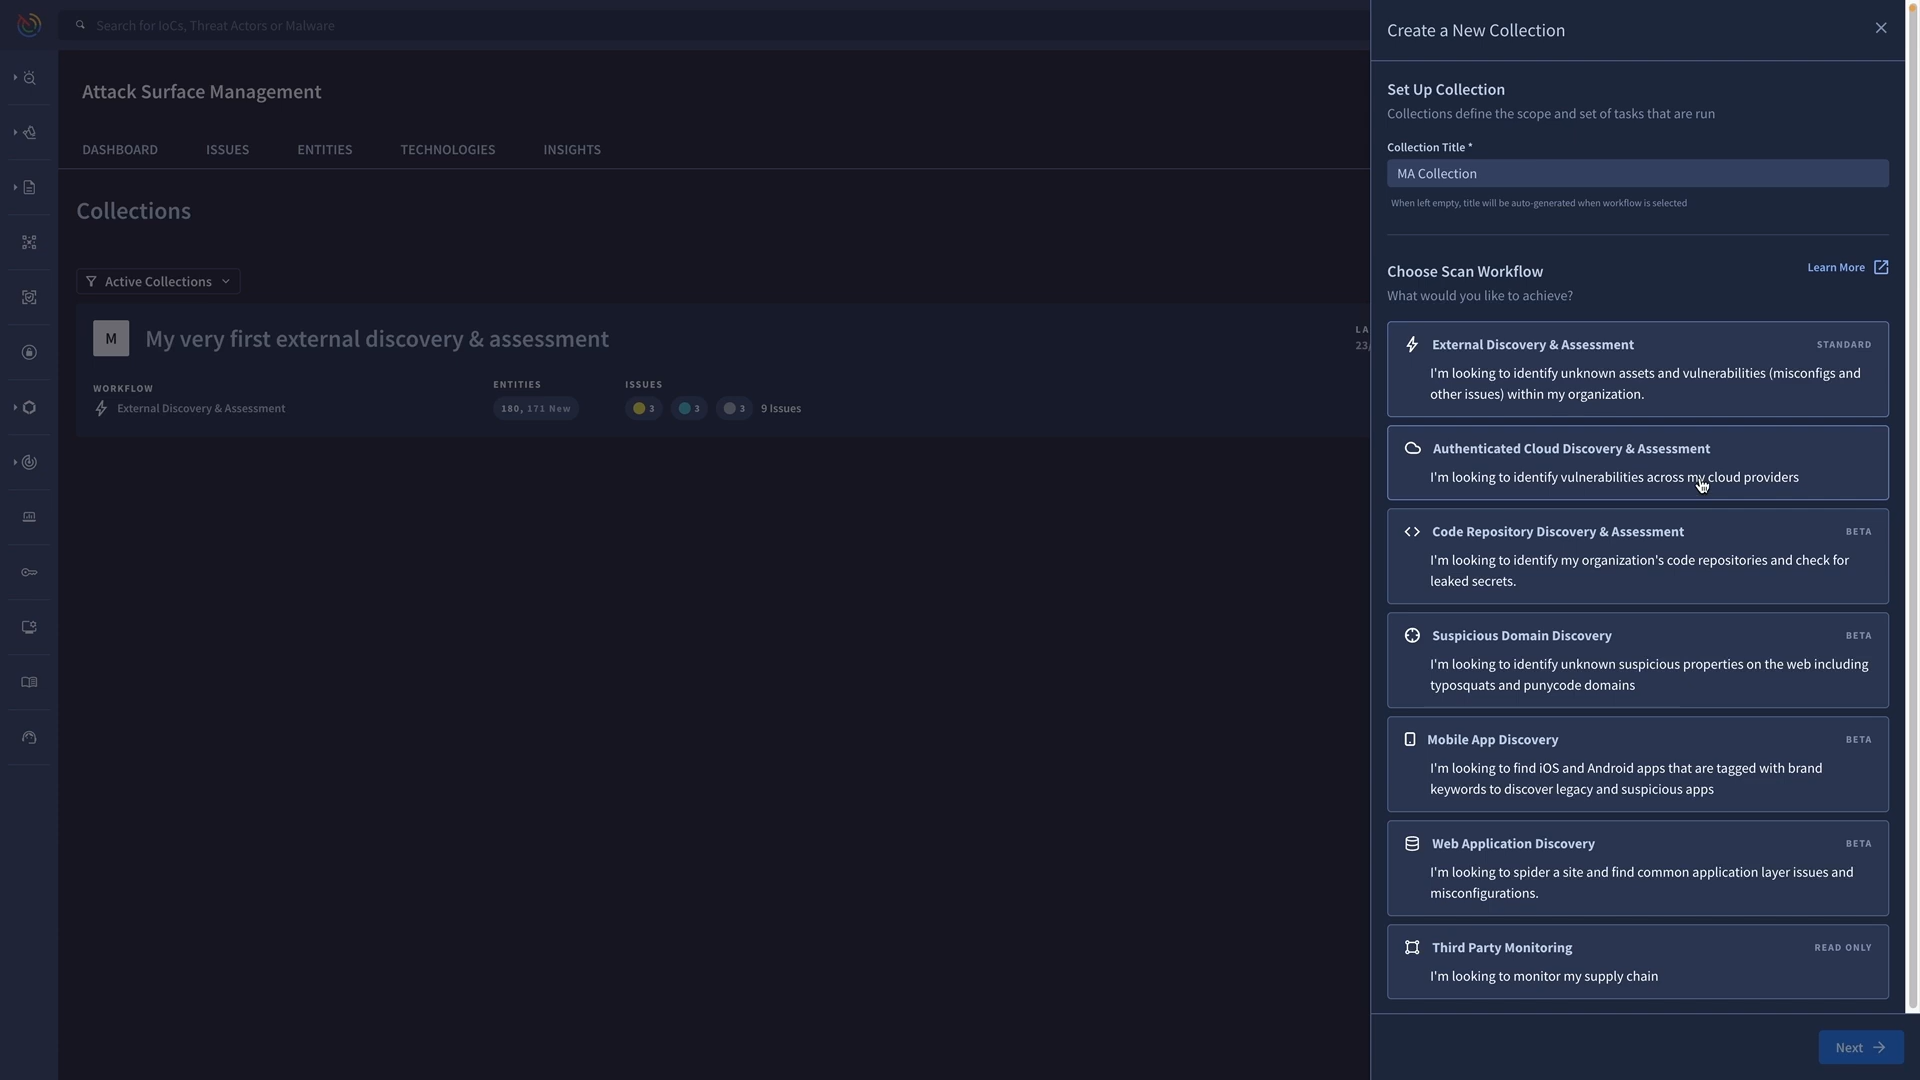 Search for IoCs, Threat Actors or Malware
Attack Surface Management
DASHBOARD ISSUES ENTITIES TECHNOLOGIES INSIGHTS
Collections
Active Collections
M My very first external discovery & assessment
LA
23/
WORKFLOW ENTITIES ISSUES
External Discovery & Assessment 180, 171 New 3 3 3 9 Issues
Create a New Collection
Set Up Collection
Collections define the scope and set of tasks that are run
Collection Title *
MA Collection
When left empty, title will be auto-generated when workflow is selected
Choose Scan Workflow Learn More
What would you like to achieve?
External Discovery & Assessment STANDARD
I'm looking to identify unknown assets and vulnerabilities (misconfigs and
other issues) within my organization.
Authenticated Cloud Discovery & Assessment
I'm looking to identify vulnerabilities across my cloud providers
Code Repository Discovery & Assessment BETA
I'm looking to identify my organization's code repositories and check for
leaked secrets.
Suspicious Domain Discovery BETA
I'm looking to identify unknown suspicious properties on the web including
typosquats and punycode domains
Mobile App Discovery BETA
I'm looking to find iOS and Android apps that are tagged with brand
keywords to discover legacy and suspicious apps
Web Application Discovery BETA
I'm looking to spider a site and find common application layer issues and
misconfigurations.
Third Party Monitoring READ ONLY
I'm looking to monitor my supply chain
Next